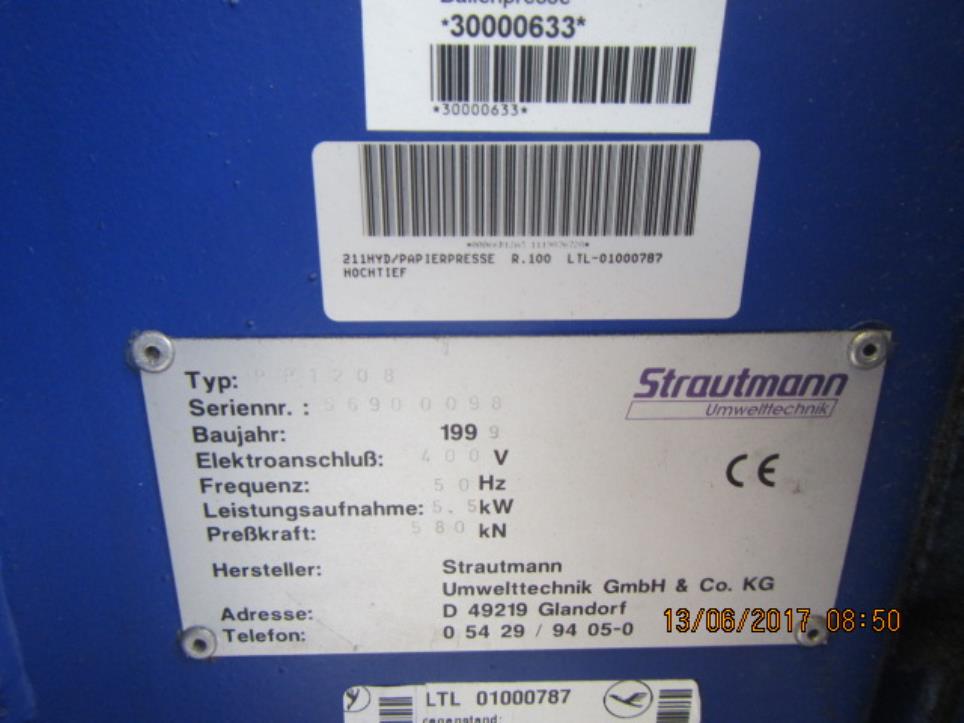 Ballenpresse
*30000633*
*30000633*
211HYD/PAPIERPRESSE R.100 LTL-01000787
HOCHTIEF
Strautmann
Umwelttechnik
Typ: 1208
Seriennr. : 56900098
Baujahr: 1999
CE
Elektroanschluß: 400 V
Frequenz: 50 Hz
Leistungsaufnahme: 5.5 kW
Preßkraft: 580 kN
Hersteller: Strautmann
Umwelttechnik GmbH & Co. KG
Adresse: D 49219 Glandorf
Telefon: 0 54 29 / 94 05-0
13/06/2017 08:50
LTL 01000787